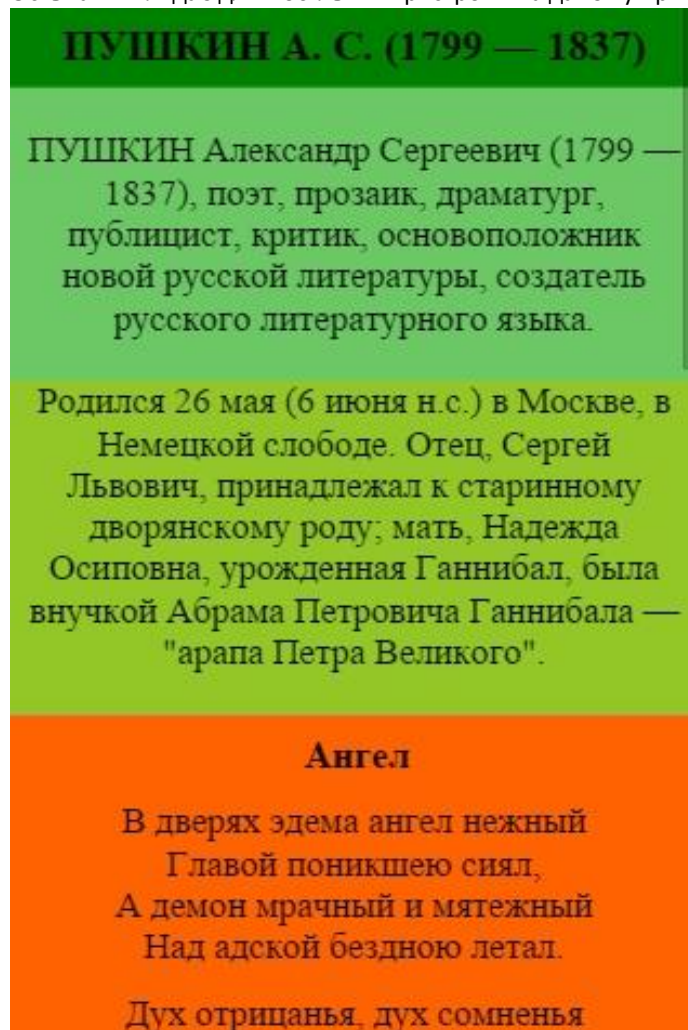 ПУШКИН А. С. (1799 — 1837)
ПУШКИН Александр Сергеевич (1799 —
1837), поэт, прозаик, драматург,
публицист, критик, основоположник
новой русской литературы, создатель
русского литературного языка.
Родился 26 мая (6 июня н.с.) в Москве, в
Немецкой слободе. Отец, Сергей
Львович, принадлежал к старинному
дворянскому роду; мать, Надежда
Осиповна, урожденная Ганнибал, была
внучкой Абрама Петровича Ганнибала —
"арапа Петра Великого".
Ангел
В дверях эдема ангел нежный
Главой поникшею сиял,
А демон мрачный и мятежный
Над адской бездною летал.
Дух отрицанья, дух сомненья